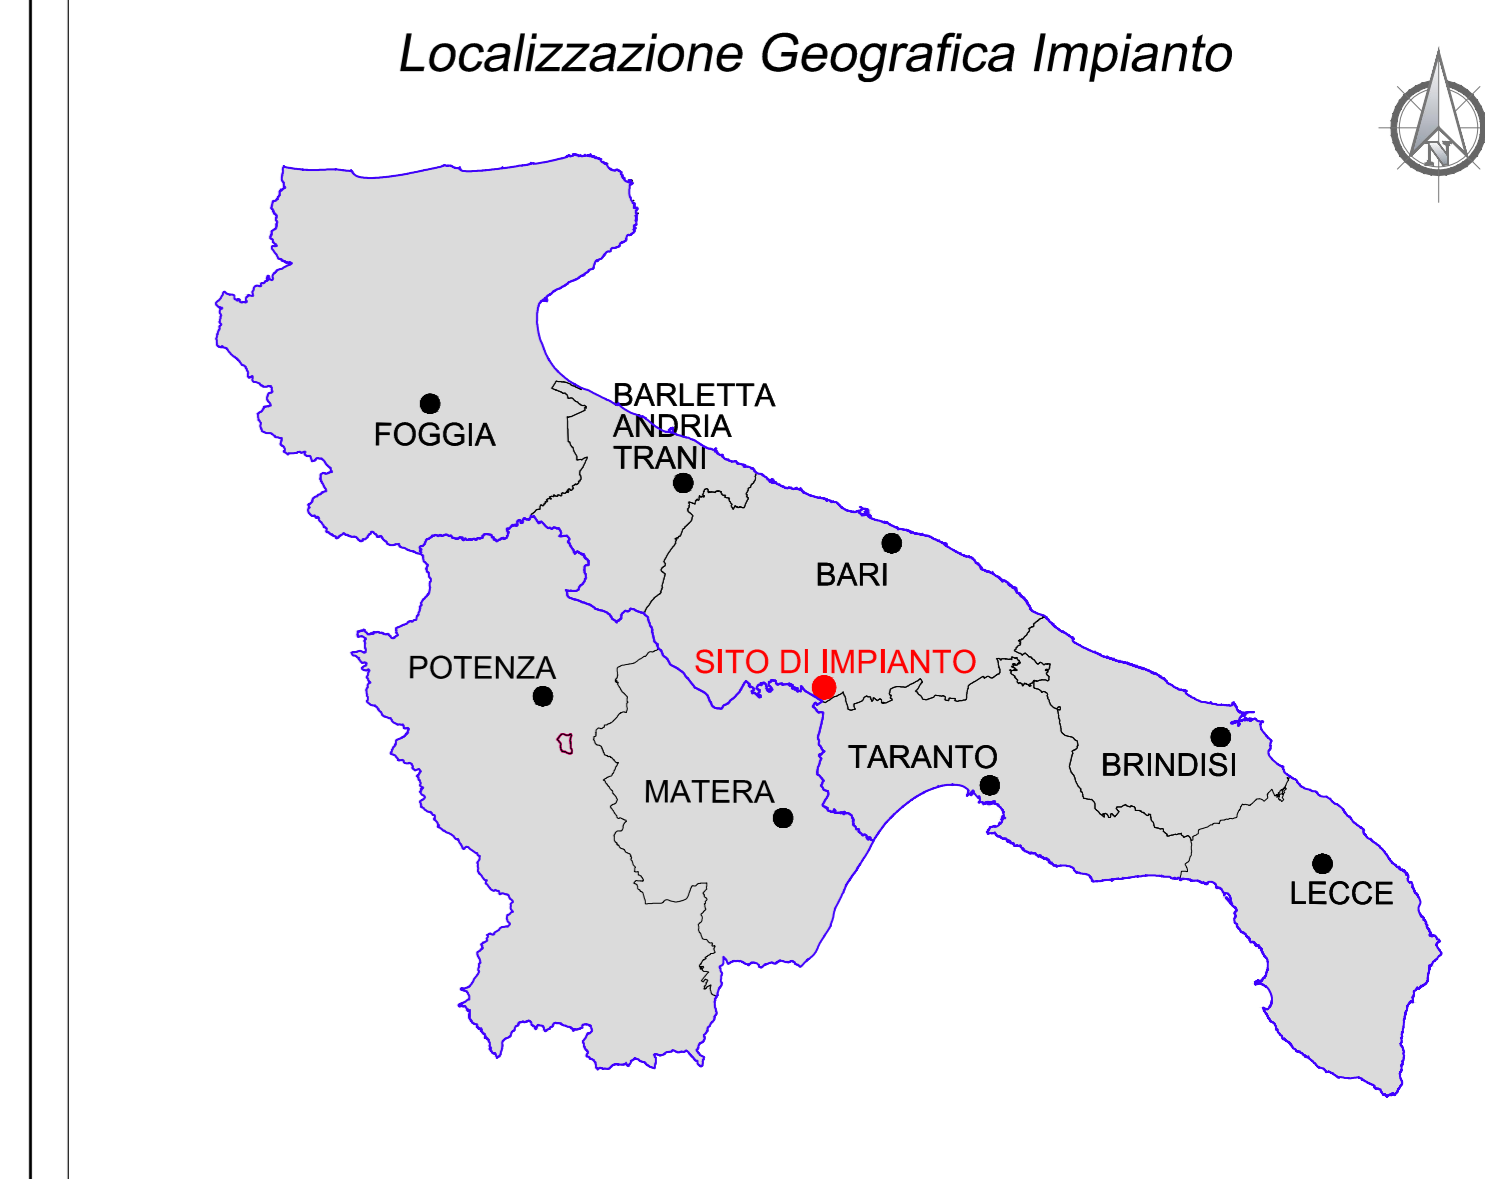 Localizzazione Geografica Impianto
N
BARLETTA
ANDRIA
TRANI
FOGGIA
BARI
SITO DI IMPIANTO
POTENZA
TARANTO
BRINDISI
MATERA
LECCE